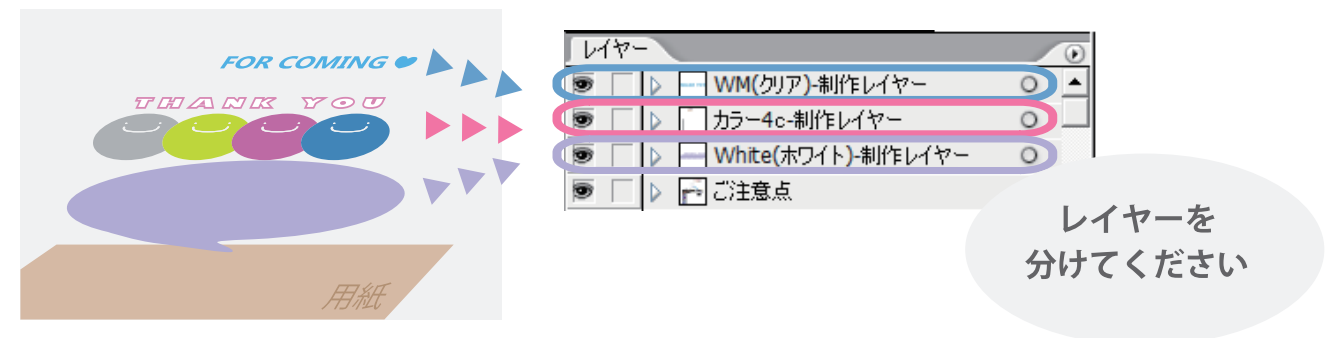 FOR COMING
THANK YOU
用紙
レイヤー
WM(クリア)-制作レイヤー
カラー4c-制作レイヤー
White(ホワイト)-制作レイヤー
ご注意点
レイヤーを
分けてください